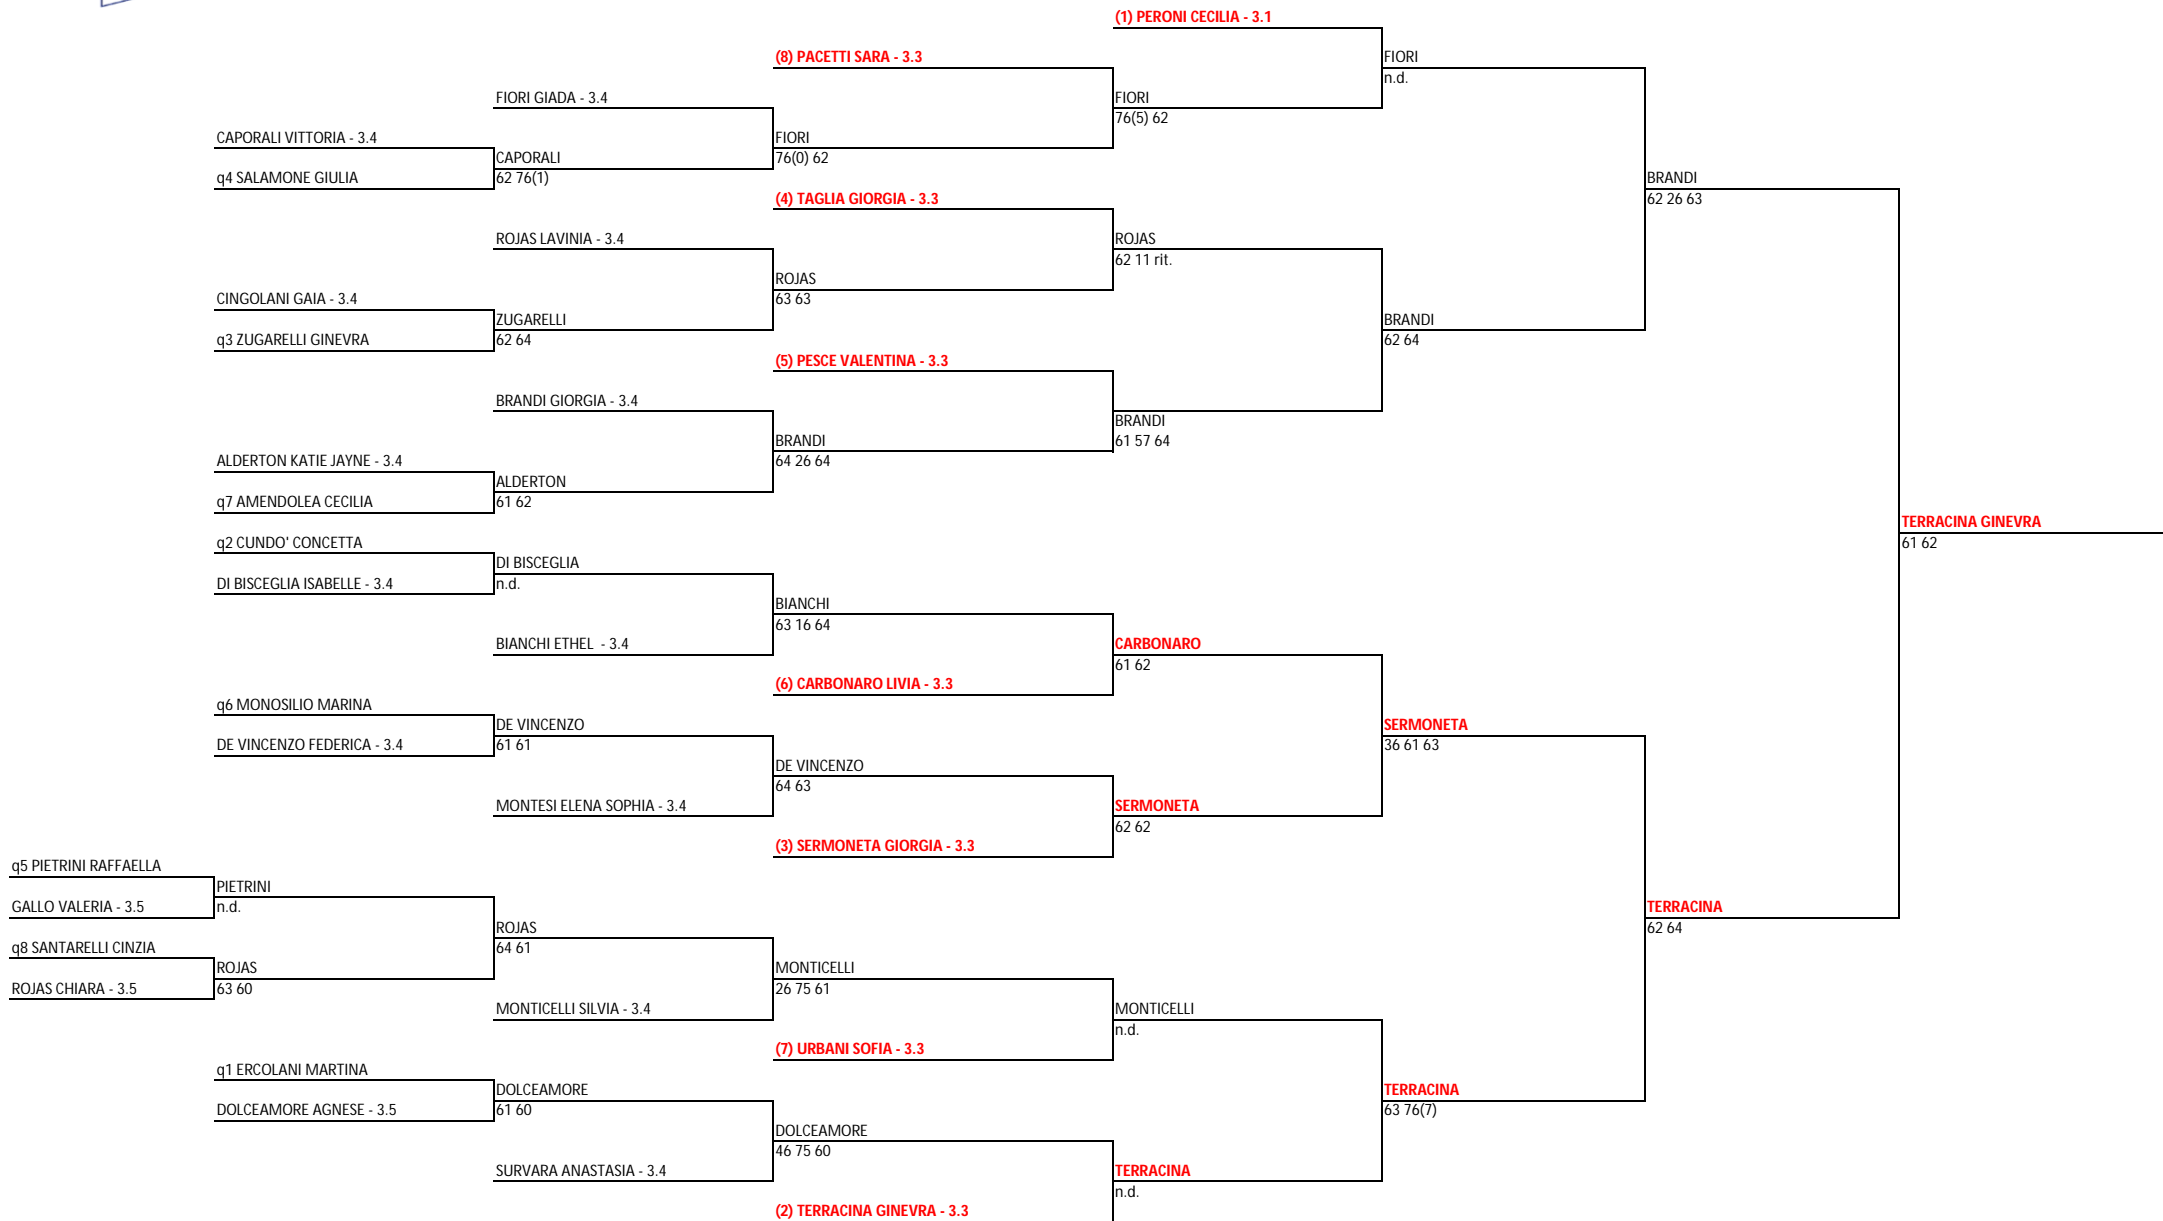 (1) PERONI CECILIA - 3.1
(8) PACETTI SARA - 3.3
FIORI
n.d.
FIORI GIADA - 3.4
FIORI
76(5) 62
CAPORALI VITTORIA - 3.4
FIORI
76(0) 62
CAPORALI
62 76(1)
q4 SALAMONE GIULIA
BRANDI
62 26 63
(4) TAGLIA GIORGIA - 3.3
ROJAS LAVINIA - 3.4
ROJAS
62 11 rit.
ROJAS
63 63
CINGOLANI GAIA - 3.4
ZUGARELLI
62 64
BRANDI
62 64
q3 ZUGARELLI GINEVRA
(5) PESCE VALENTINA - 3.3
BRANDI GIORGIA - 3.4
BRANDI
61 57 64
BRANDI
64 26 64
ALDERTON KATIE JAYNE - 3.4
ALDERTON
61 62
q7 AMENDOLEA CECILIA
TERRACINA GINEVRA
61 62
q2 CUNDO' CONCETTA
DI BISCEGLIA
n.d.
DI BISCEGLIA ISABELLE - 3.4
BIANCHI
63 16 64
BIANCHI ETHEL - 3.4
CARBONARO
61 62
(6) CARBONARO LIVIA - 3.3
q6 MONOSILIO MARINA
DE VINCENZO
61 61
SERMONETA
36 61 63
DE VINCENZO FEDERICA - 3.4
DE VINCENZO
64 63
MONTESI ELENA SOPHIA - 3.4
SERMONETA
62 62
(3) SERMONETA GIORGIA - 3.3
q5 PIETRINI RAFFAELLA
PIETRINI
n.d.
GALLO VALERIA - 3.5
TERRACINA
62 64
ROJAS
64 61
q8 SANTARELLI CINZIA
ROJAS
63 60
ROJAS CHIARA - 3.5
MONTICELLI
26 75 61
MONTICELLI SILVIA - 3.4
MONTICELLI
n.d.
(7) URBANI SOFIA - 3.3
q1 ERCOLANI MARTINA
DOLCEAMORE
61 60
TERRACINA
63 76(7)
DOLCEAMORE AGNESE - 3.5
DOLCEAMORE
46 75 60
SURVARA ANASTASIA - 3.4
TERRACINA
n.d.
(2) TERRACINA GINEVRA - 3.3